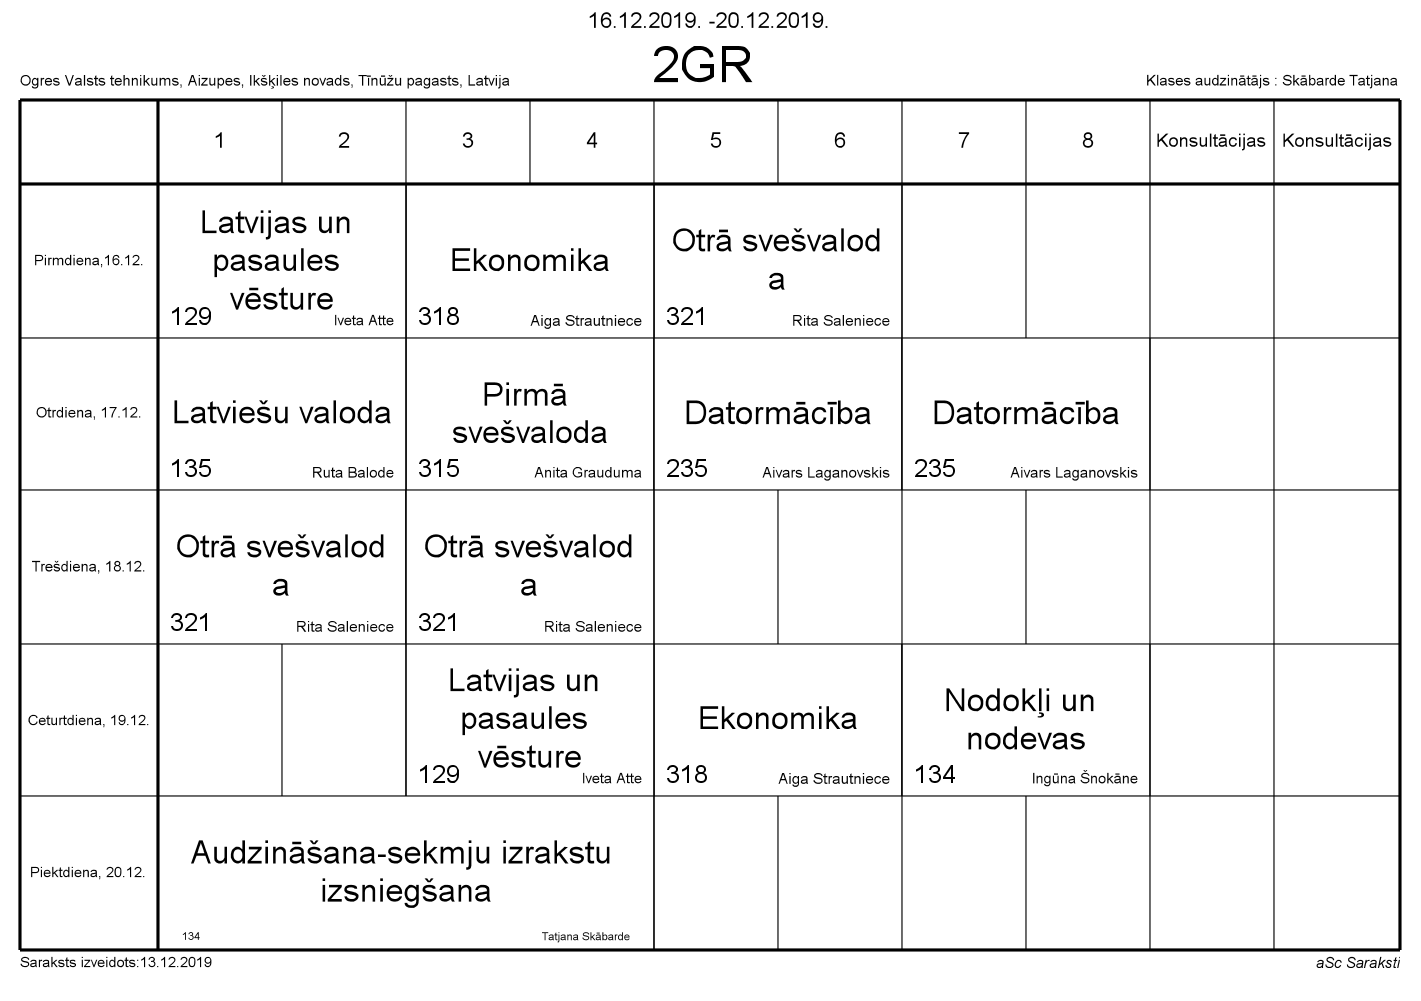 16.12.2019. -20.12.2019.
2GR
Ogres Valsts tehnikums, Aizupes, Ikšķiles novads, Tīnūžu pagasts, Latvija
Klases audzinātājs : Skābarde Tatjana
1 2 3 4 5 6 7 8 Konsultācijas Konsultācijas
Pirmdiena,16.12.
Latvijas un
pasaules
vēsture
129 Iveta Atte
Ekonomika
318 Aiga Strautniece
Otrā svešvalod
a
321 Rita Saleniece
Otrdiena, 17.12.
Latviešu valoda
135 Ruta Balode
Pirmā
svešvaloda
315 Anita Grauduma
Datormācība
235 Aivars Laganovskis
Datormācība
235 Aivars Laganovskis
Trešdiena, 18.12.
Otrā svešvalod
a
321 Rita Saleniece
Otrā svešvalod
a
321 Rita Saleniece
Ceturtdiena, 19.12.
Latvijas un
pasaules
vēsture
129 Iveta Atte
Ekonomika
318 Aiga Strautniece
Nodokļi un
nodevas
134 Ingūna Šnokāne
Piektdiena, 20.12.
Audzināšana-sekmju izrakstu
izsniegšana
134 Tatjana Skābarde
Saraksts izveidots:13.12.2019
aSc Saraksti